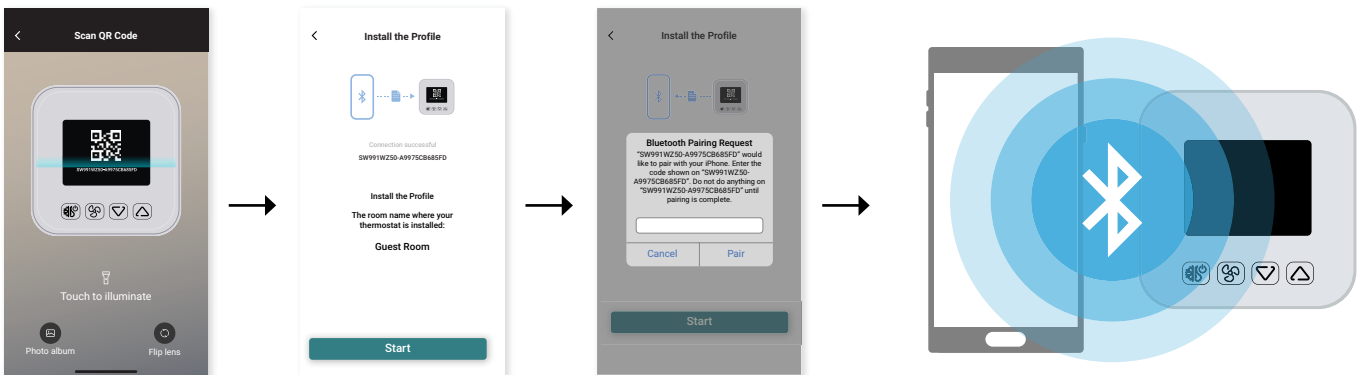 Scan QR Code
SW991WZ50-A9975CB685FD
Touch to illuminate
Photo album
Flip lens
Install the Profile
Connection successful
SW991WZ50-A9975CB685FD
Install the Profile
The room name where your
thermostat is installed:
Guest Room
Start
Install the Profile
Bluetooth Pairing Request
"SW991WZ50-A9975CB685FD" would
like to pair with your iPhone. Enter the
code shown on "SW991WZ50-
A9975CB685FD". Do not do anything on
"SW991WZ50-A9975CB685FD" until
pairing is complete.
Cancel
Pair
Start